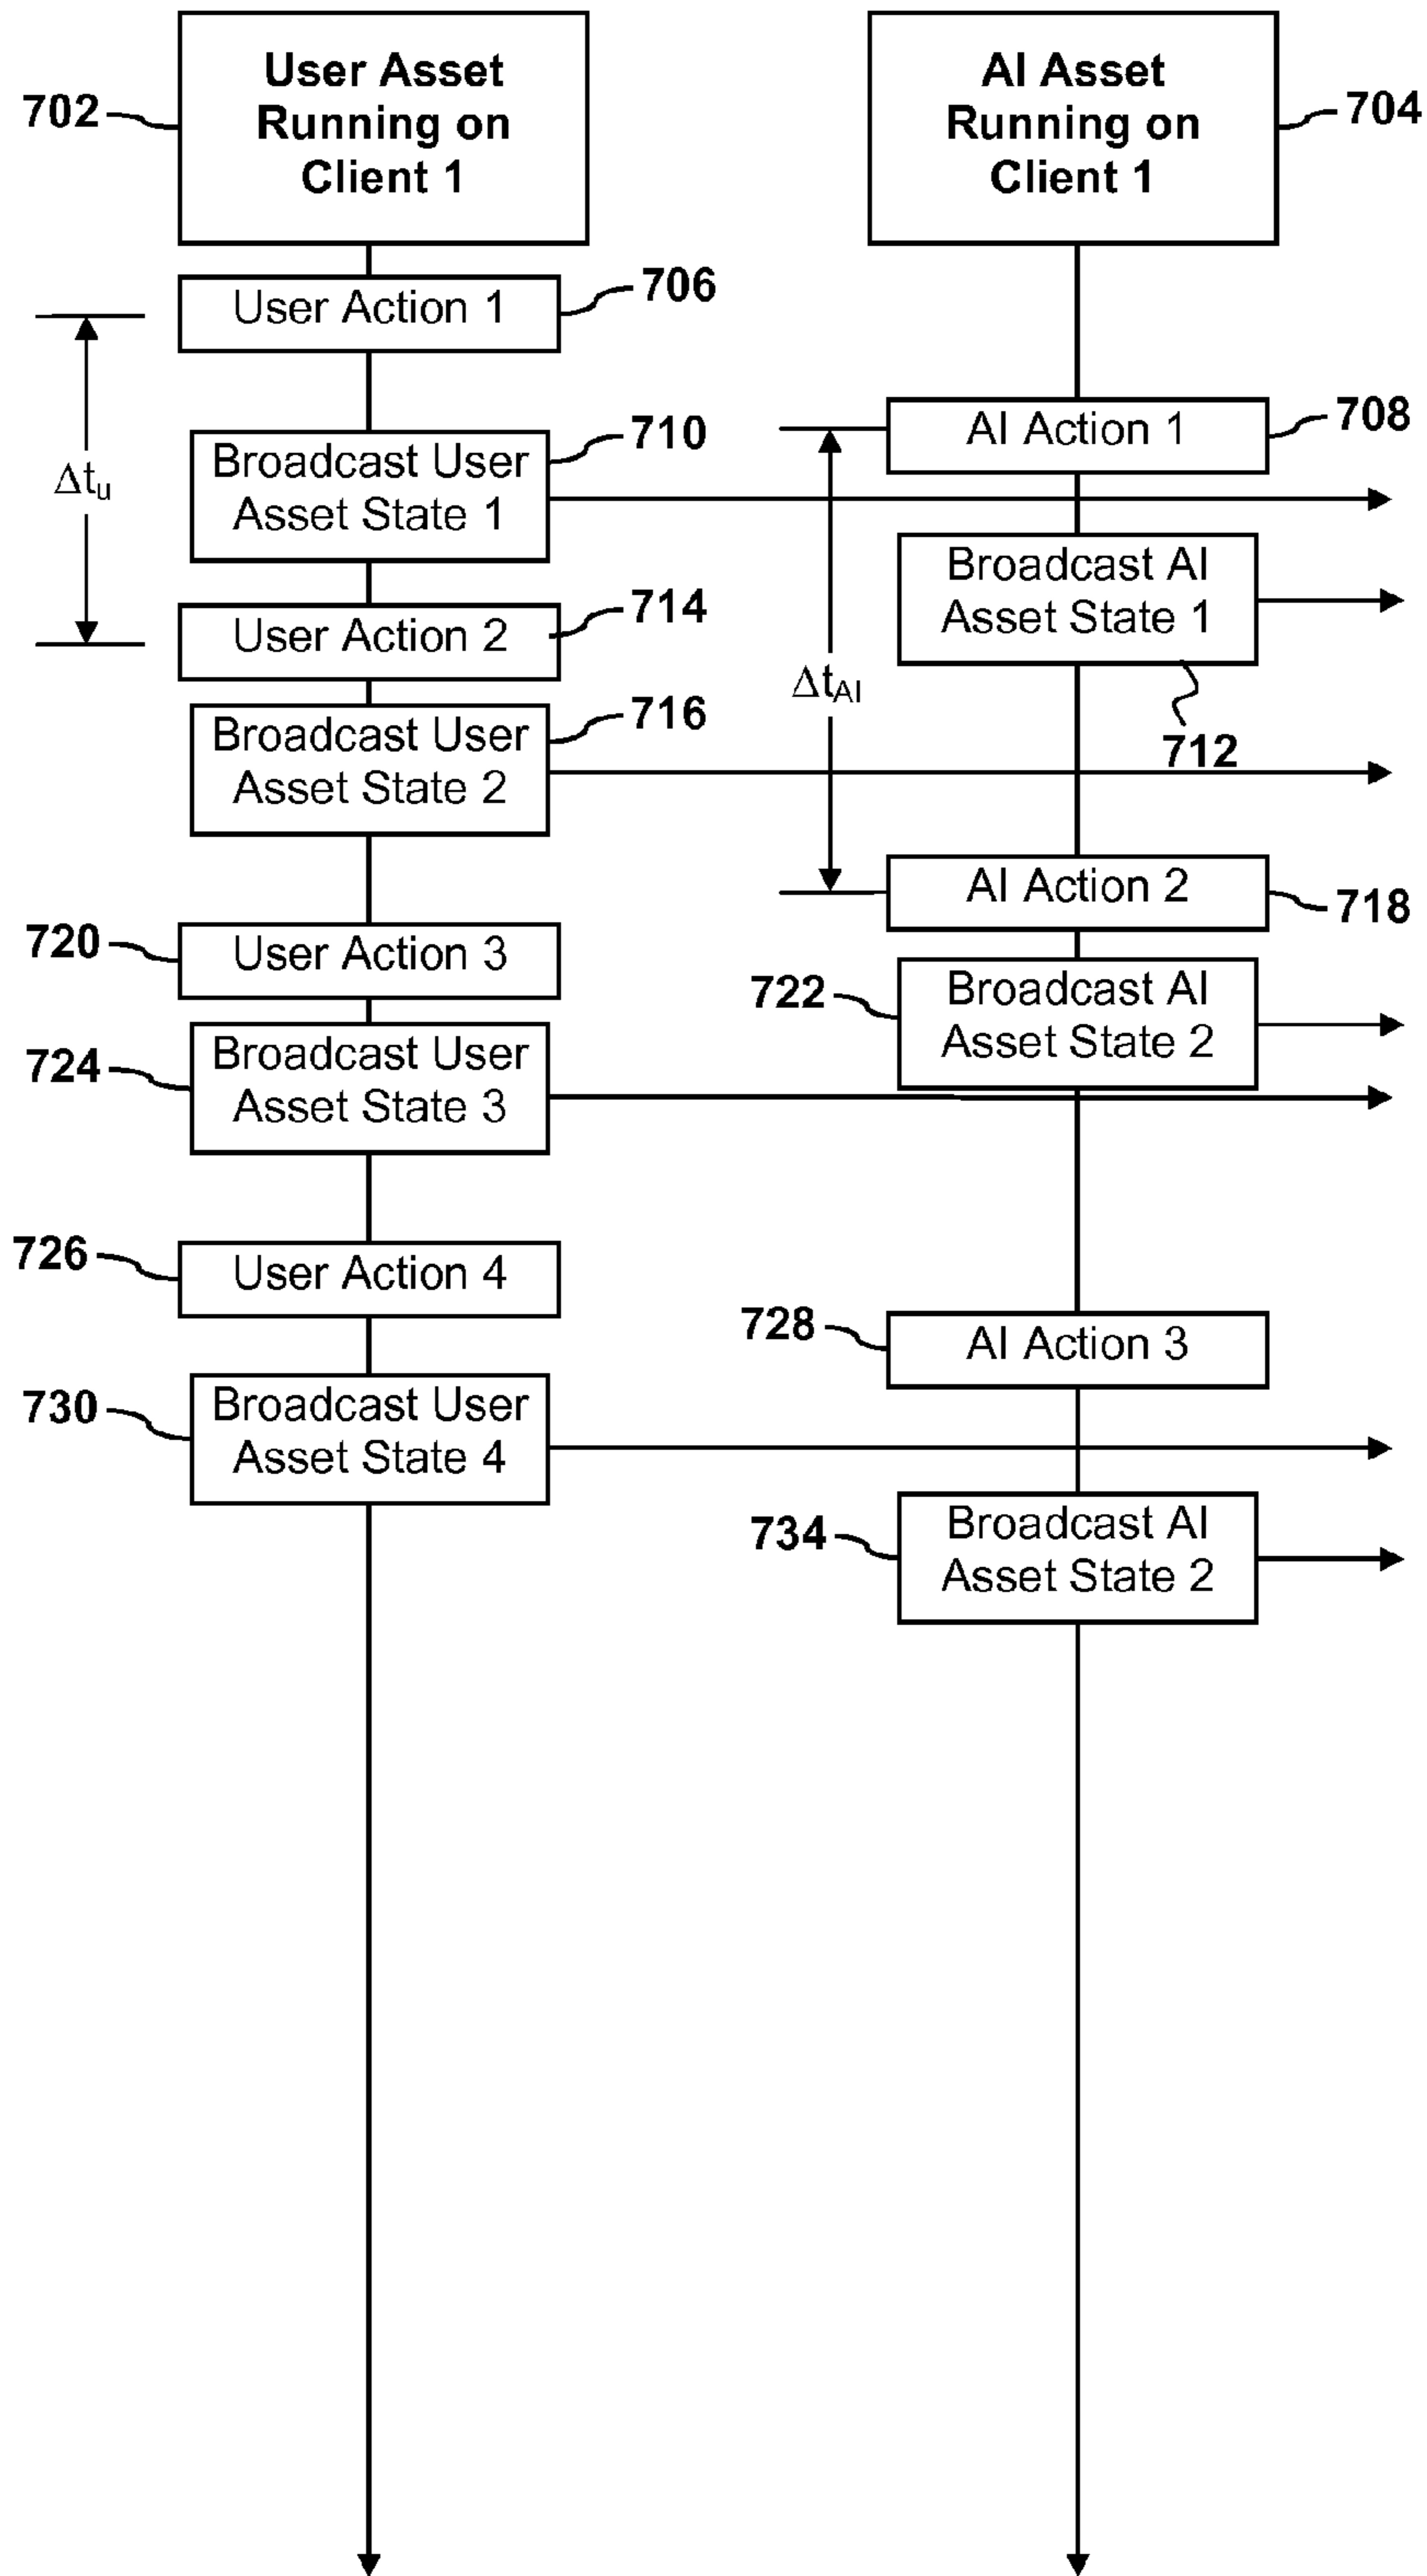 User Asset
Running on
Client 1
702
AI Asset
Running on
Client 1
704
User Action 1
706
Δtu
AI Action 1
708
Broadcast User
Asset State 1
710
Broadcast AI
Asset State 1
712
User Action 2
714
ΔtAI
Broadcast User
Asset State 2
716
AI Action 2
718
720
User Action 3
722
Broadcast AI
Asset State 2
724
Broadcast User
Asset State 3
726
User Action 4
728
AI Action 3
730
Broadcast User
Asset State 4
734
Broadcast AI
Asset State 2